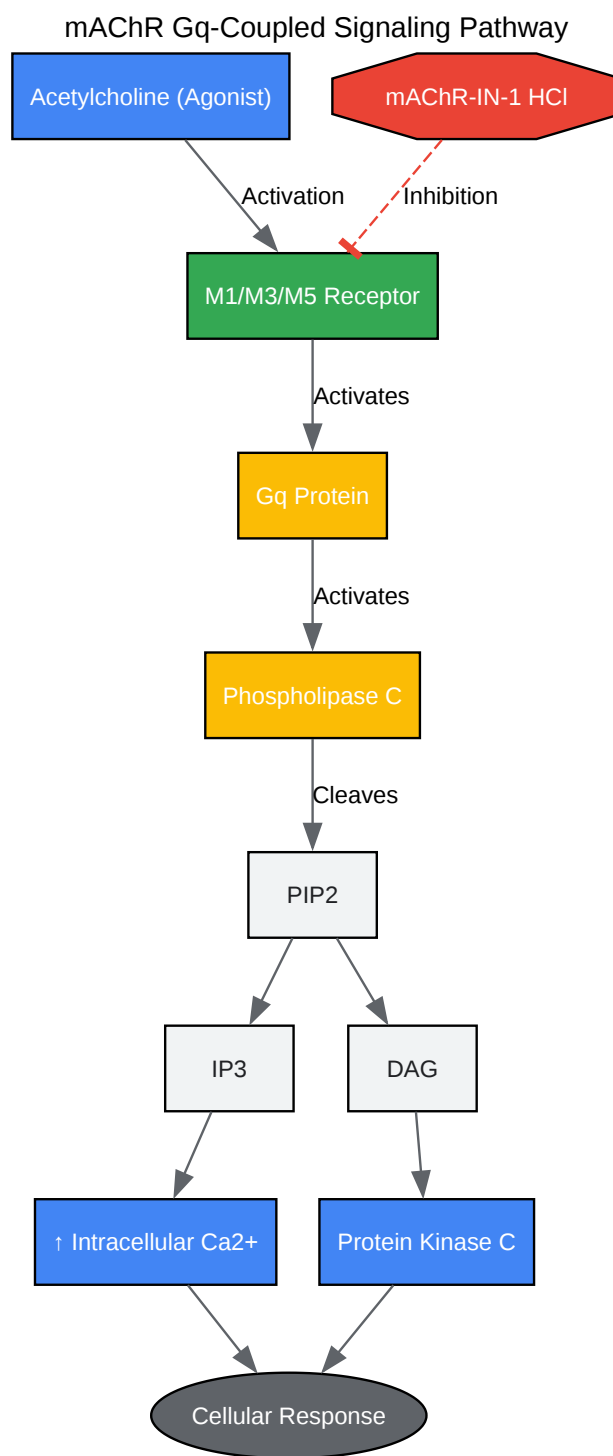 mAChR Gq-Coupled Signaling Pathway
Acetylcholine (Agonist)
mAChR-IN-1 HCl
Activation
Inhibition
M1/M3/M5 Receptor
Activates
Gq Protein
Activates
Phospholipase C
Cleaves
PIP2
IP3
DAG
↑ Intracellular Ca2+
Protein Kinase C
Cellular Response